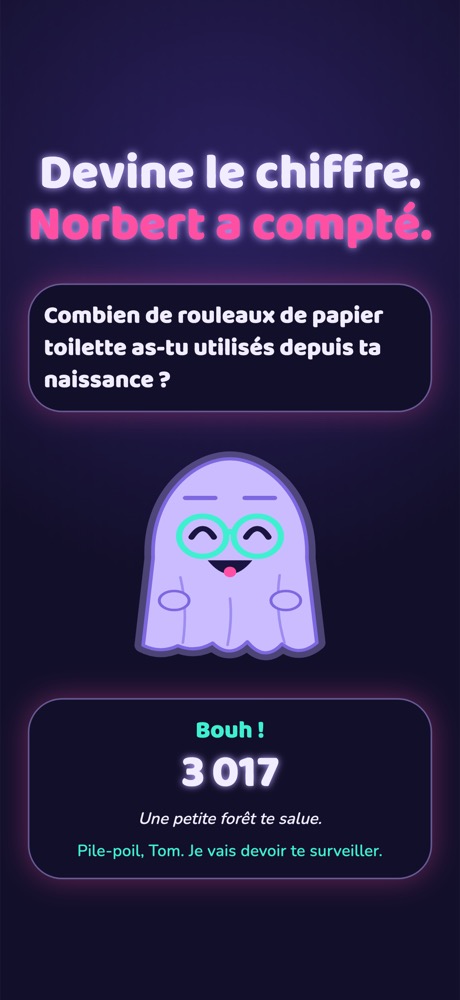 Devine le chiffre.
Norbert a compté.
Combien de rouleaux de papier
toilette as-tu utilisés depuis ta
naissance ?
Bouh !
3 017
Une petite forêt te salue.
Pile-poil, Tom. Je vais devoir te surveiller.